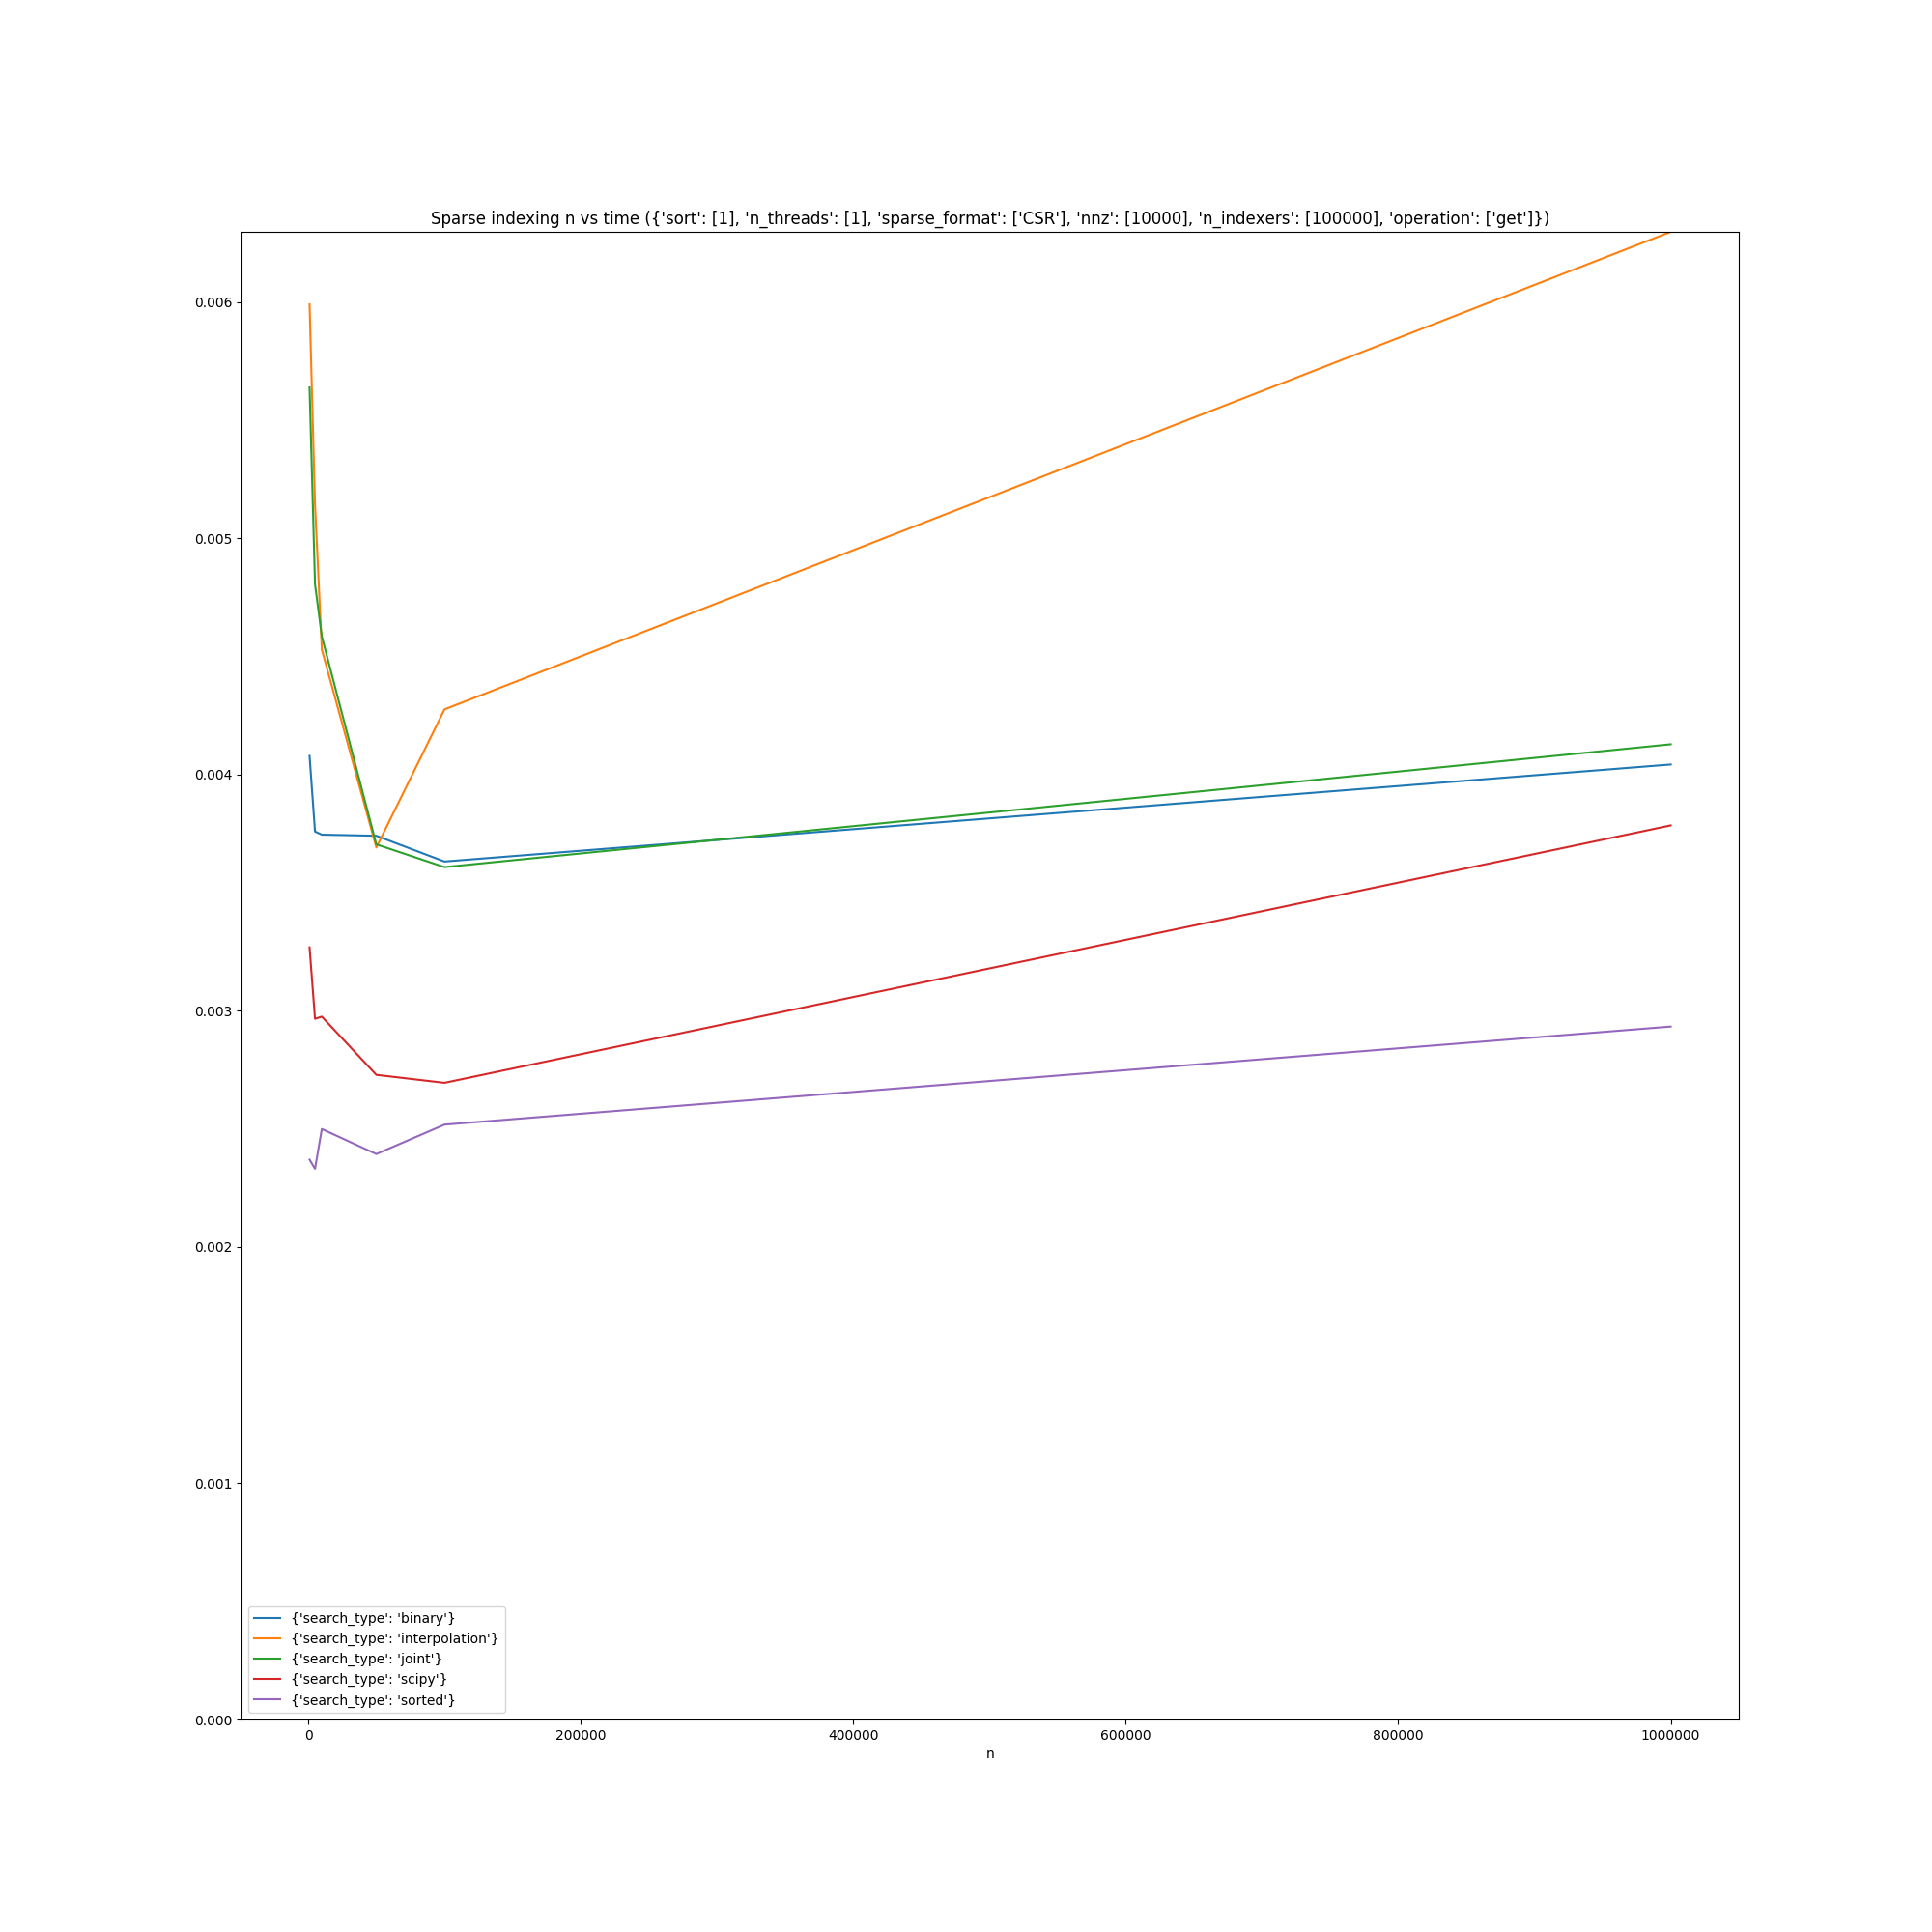 Sparse indexing n vs time ({'sort': [1], 'n_threads': [1], 'sparse_format': ['CSR'], 'nnz': [10000], 'n_indexers': [100000], 'operation': ['get']})
0.006
0.005
0.004
0.003
0.002
0.001
0.000
{'search_type': 'binary'}
{'search_type': 'interpolation'}
{'search_type': 'joint'}
{'search_type': 'scipy'}
{'search_type': 'sorted'}
0 200000 400000 600000 800000 1000000
n